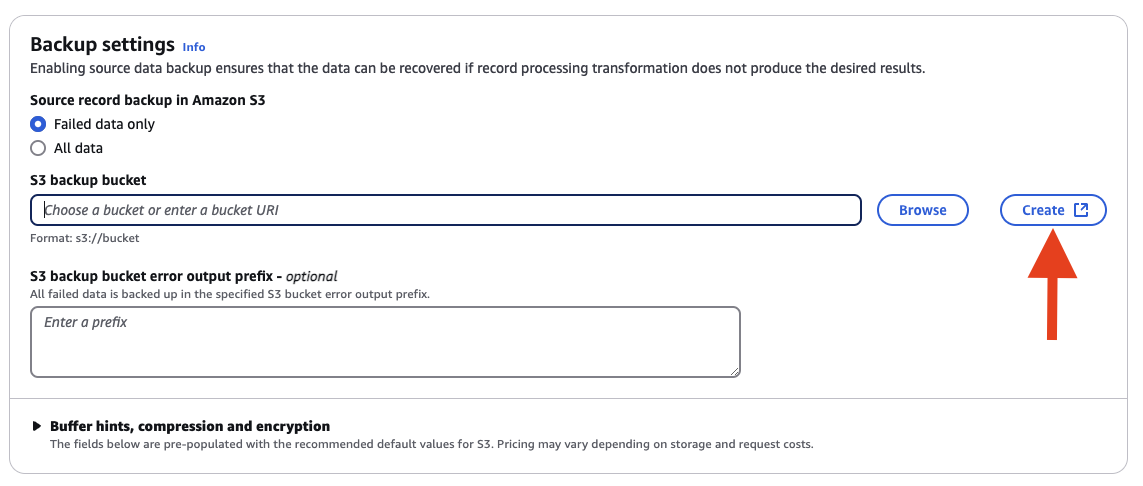 Backup settings Info
Enabling source data backup ensures that the data can be recovered if record processing transformation does not produce the desired results.
Source record backup in Amazon S3
Failed data only
All data
S3 backup bucket
Choose a bucket or enter a bucket URI
Browse
Create
Format: s3://bucket
S3 backup bucket error output prefix - optional
All failed data is backed up in the specified S3 bucket error output prefix.
Enter a prefix
Buffer hints, compression and encryption
The fields below are pre-populated with the recommended default values for S3. Pricing may vary depending on storage and request costs.